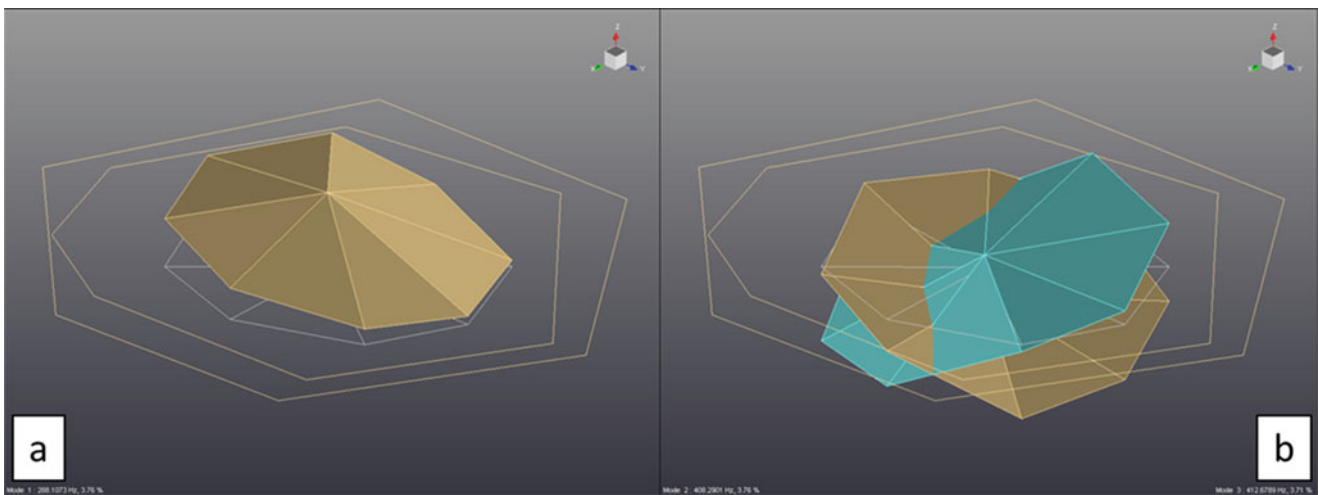 Z
X
Y
Z
X
Y
a
b
Mode 1 : 268.1073 Hz, 3.76 %
Mode 2 : 408.2901 Hz, 3.76 %
Mode 3 : 412.6789 Hz, 3.71 %